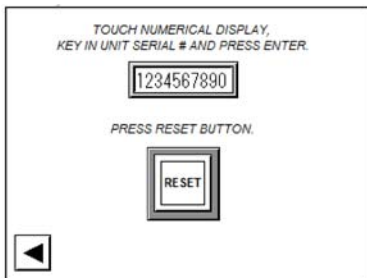 TOUCH NUMERICAL DISPLAY,
KEY IN UNIT SERIAL # AND PRESS ENTER.
1234567890
PRESS RESET BUTTON.
RESET